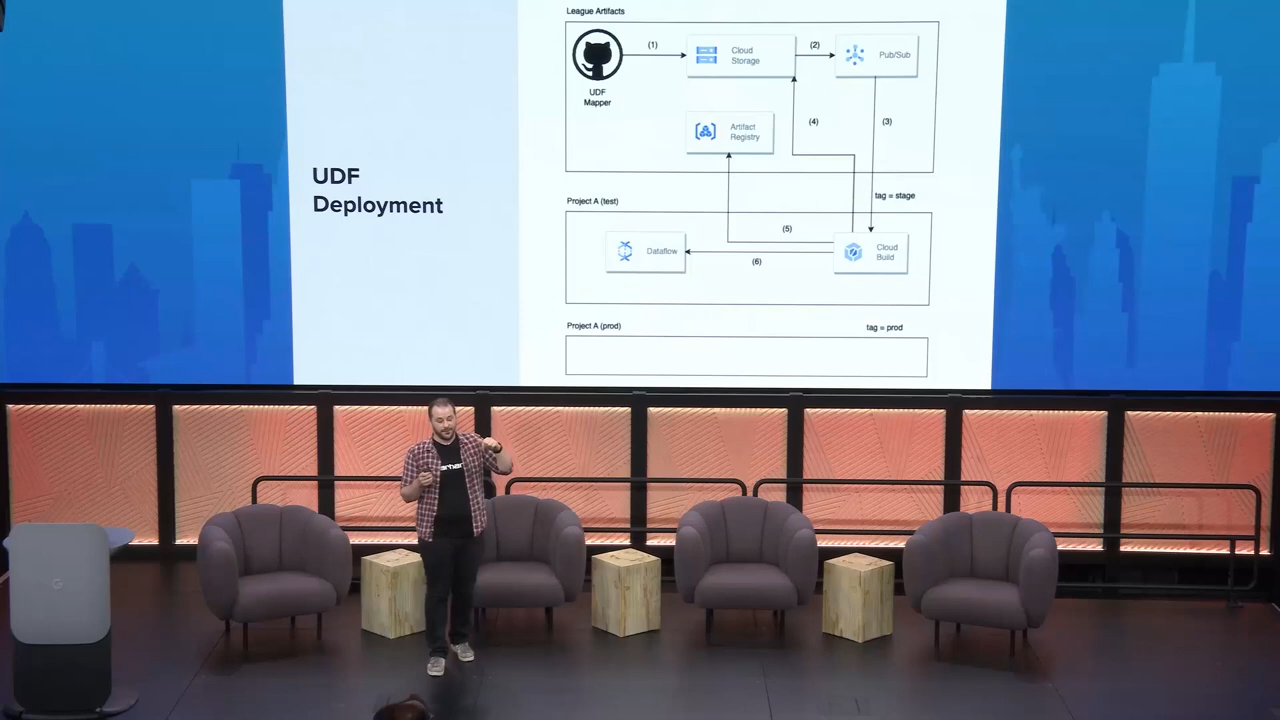 League Artifacts
(1)
Cloud
Storage
(2)
Pub/Sub
UDF
Mapper
Artifact
Registry
(4)
(3)
UDF
Deployment
tag = stage
Project A (test)
(5)
Dataflow
(6)
Cloud
Build
Project A (prod)
tag = prod